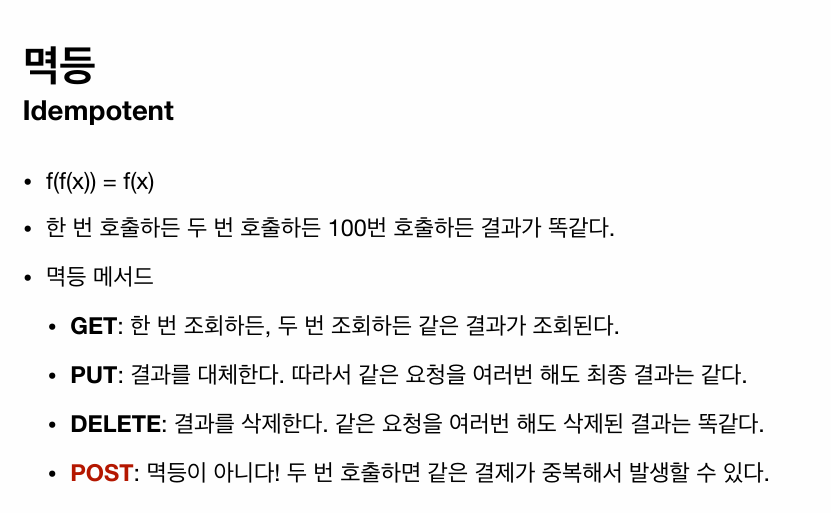 멱등
Idempotent
• f(f(x)) = f(x)
• 한 번 호출하든 두 번 호출하든 100번 호출하든 결과가 똑같다.
• 멱등 메서드
• GET: 한 번 조회하든, 두 번 조회하든 같은 결과가 조회된다.
• PUT: 결과를 대체한다. 따라서 같은 요청을 여러번 해도 최종 결과는 같다.
• DELETE: 결과를 삭제한다. 같은 요청을 여러번 해도 삭제된 결과는 똑같다.
• POST: 멱등이 아니다! 두 번 호출하면 같은 결제가 중복해서 발생할 수 있다.